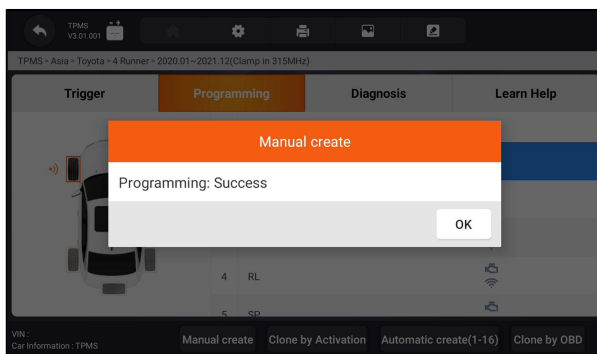 TPMS
V3.01.001
TPMS > Asia > Toyota > 4 Runner > 2020.01~2021.12(Clamp in 315MHz)
Trigger Programming Diagnosis Learn Help
Manual create
Programming: Success
OK
4 RL
5 SP
VIN :
Car Information : TPMS
Manual create Clone by Activation Automatic create(1-16) Clone by OBD